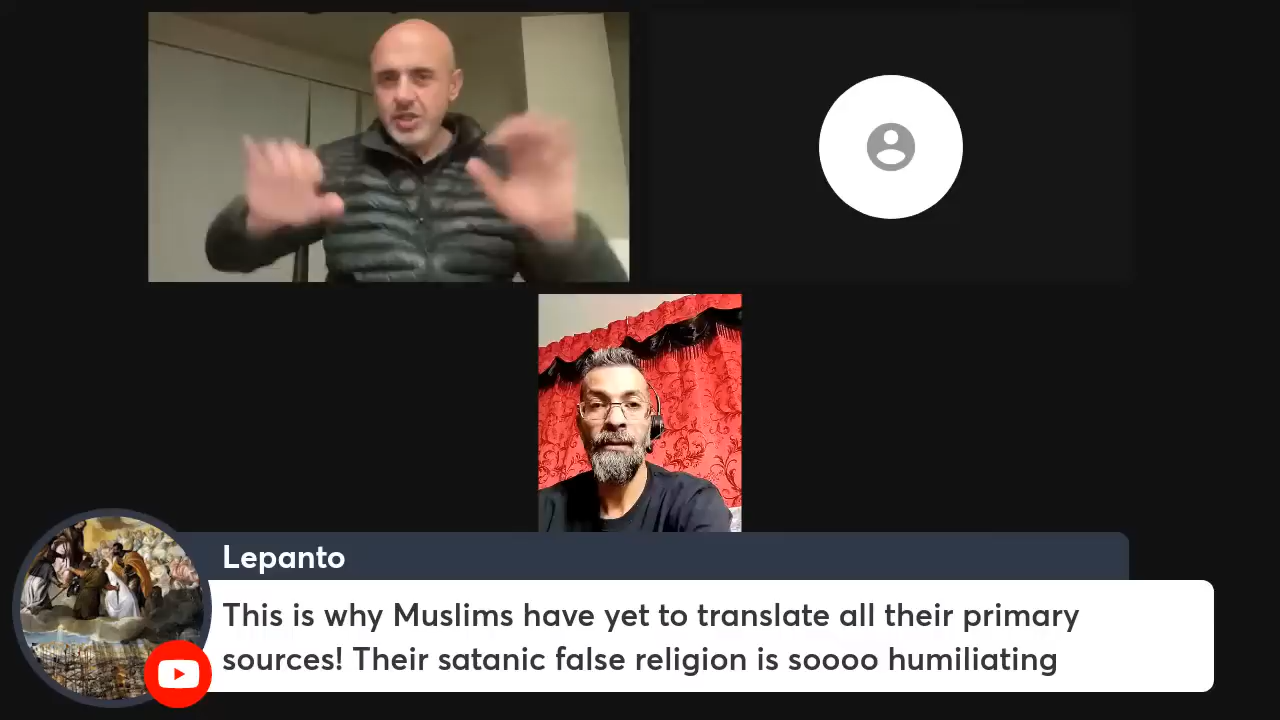 Lepanto
This is why Muslims have yet to translate all their primary
sources! Their satanic false religion is soooo humiliating